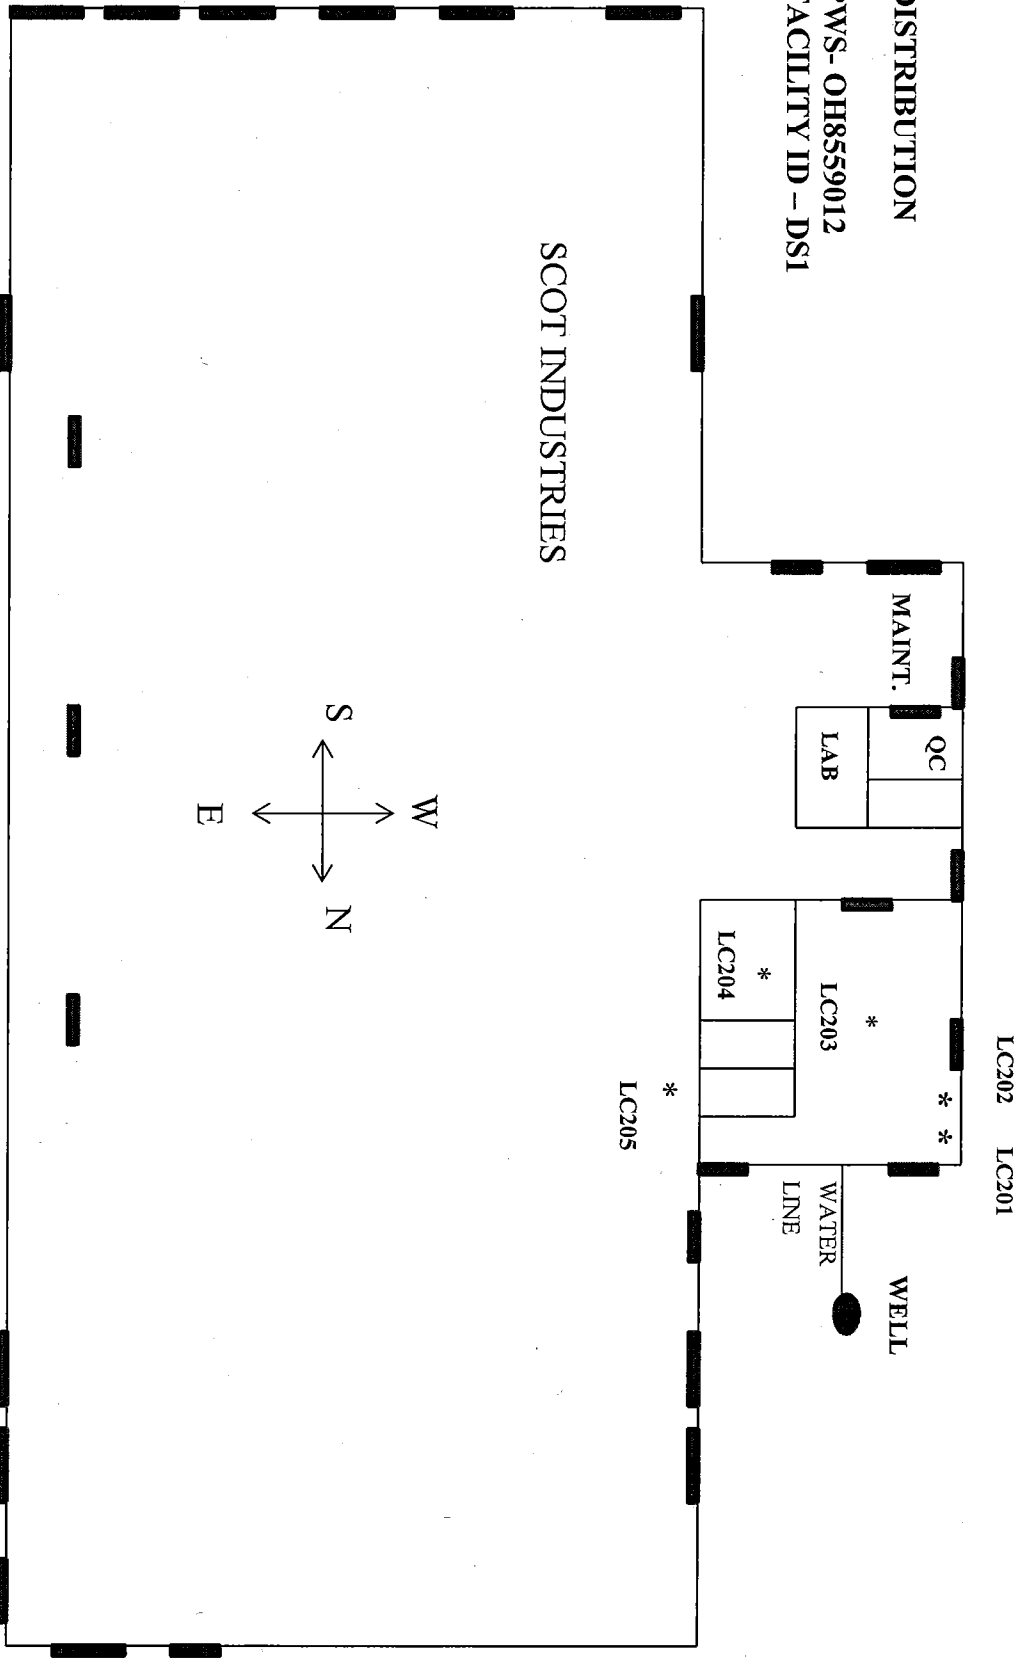 DISTRIBUTION
PWS- OH8559012
FACILITY ID – DS1
SCOT INDUSTRIES
MAINT.
QC
LAB
LC202 LC201
* *
*
LC203
*
LC204
*
LC205
WELL
WATER
LINE
W
S N
E